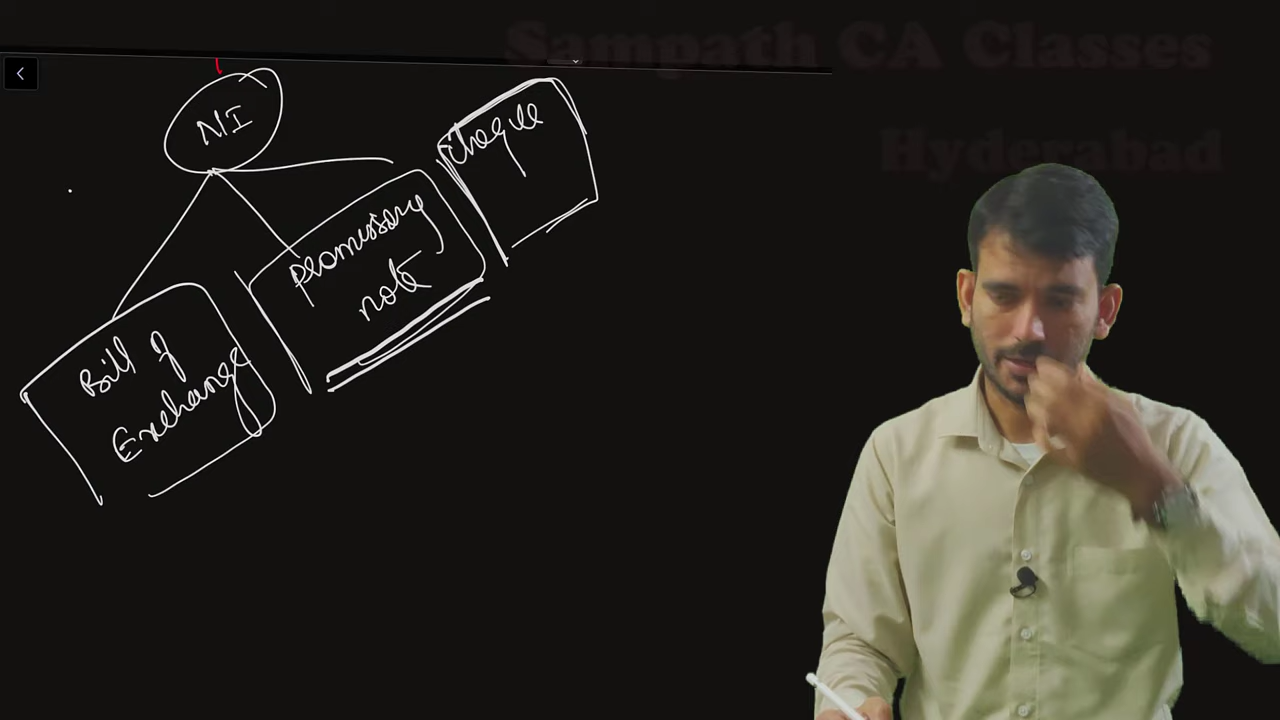 Sampath CA Classes
Hyderabad
NI
cheque
promissory
note
Bill of
Exchange